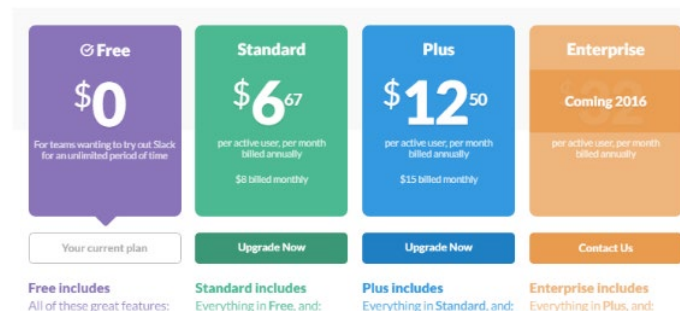 Free
$0
For teams wanting to try out Slack
for an unlimited period of time
Your current plan
Free includes
All of these great features:
Standard
$6 67
per active user, per month
billed annually
$8 billed monthly
Upgrade Now
Standard includes
Everything in Free, and:
Plus
$12 50
per active user, per month
billed annually
$15 billed monthly
Upgrade Now
Plus includes
Everything in Standard, and:
Enterprise
$32
Coming 2016
per active user, per month
billed annually
Contact Us
Enterprise includes
Everything in Plus, and: